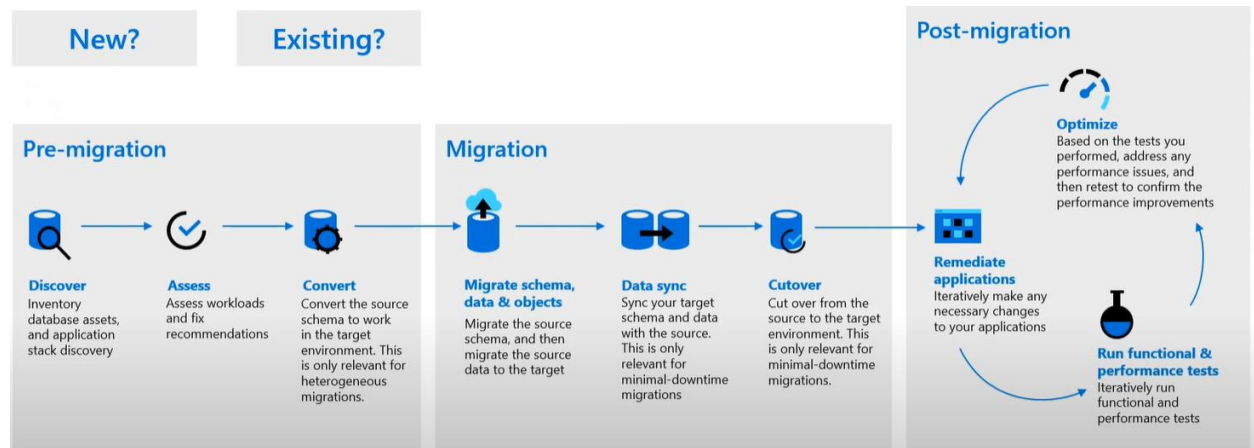 New?
Existing?
Pre-migration
Discover
Inventory
database assets,
and application
stack discovery
Assess
Assess workloads
and fix
recommendations
Convert
Convert the source
schema to work
in the target
environment. This
is only relevant for
heterogeneous
migrations.
Migration
Migrate schema,
data & objects
Migrate the source
schema, and then
migrate the source
data to the target
Data sync
Sync your target
schema and data
with the source.
This is only
relevant for
minimal-downtime
migrations
Cutover
Cut over from the
source to the target
environment. This
is only relevant for
minimal-downtime
migrations.
Post-migration
Optimize
Based on the tests you
performed, address any
performance issues, and
then retest to confirm the
performance improvements
Remediate
applications
Iteratively make any
necessary changes
to your applications
Run functional &
performance tests
Iteratively run
functional and
performance tests